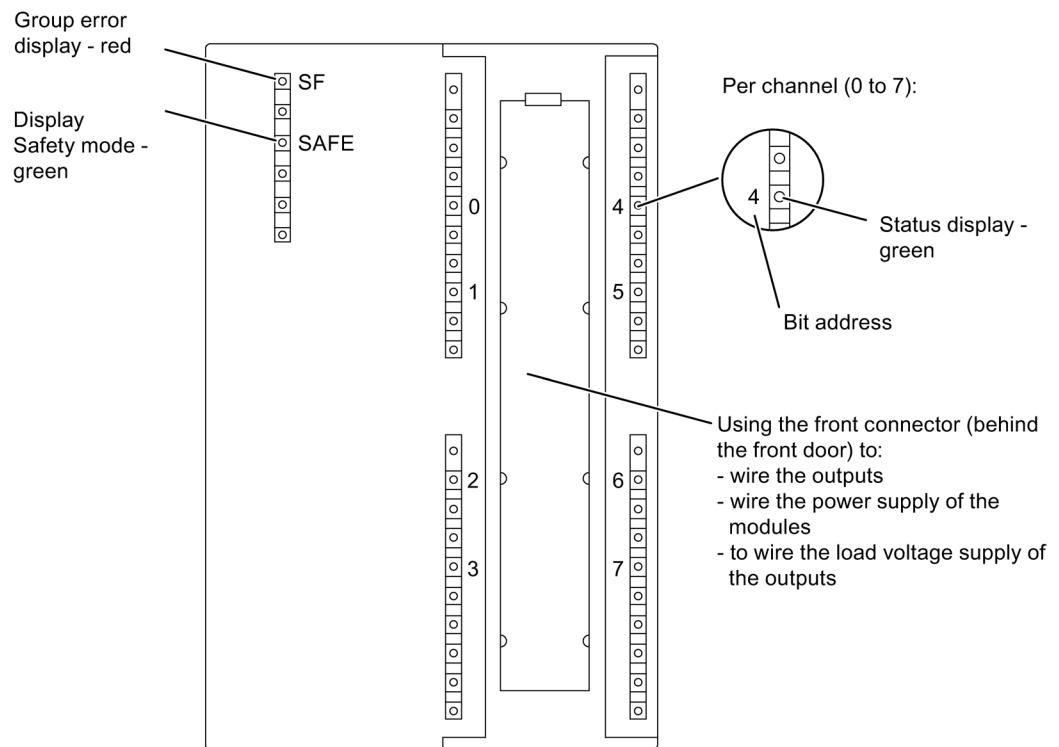 Group error
display - red
SF
Display
Safety mode -
green
SAFE
0
1
2
3
4
5
6
7
Per channel (0 to 7):
4
Status display -
green
Bit address
Using the front connector (behind
the front door) to:
- wire the outputs
- wire the power supply of the
modules
- to wire the load voltage supply of
the outputs